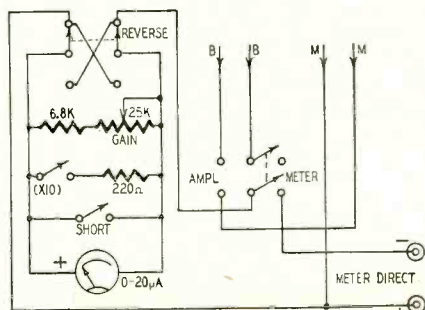 REVERSE
B B M M
6.8K 25K
GAIN
AMPL METER
(X10) 220Ω
SHORT
+ 0-20μA
METER DIRECT
−
+